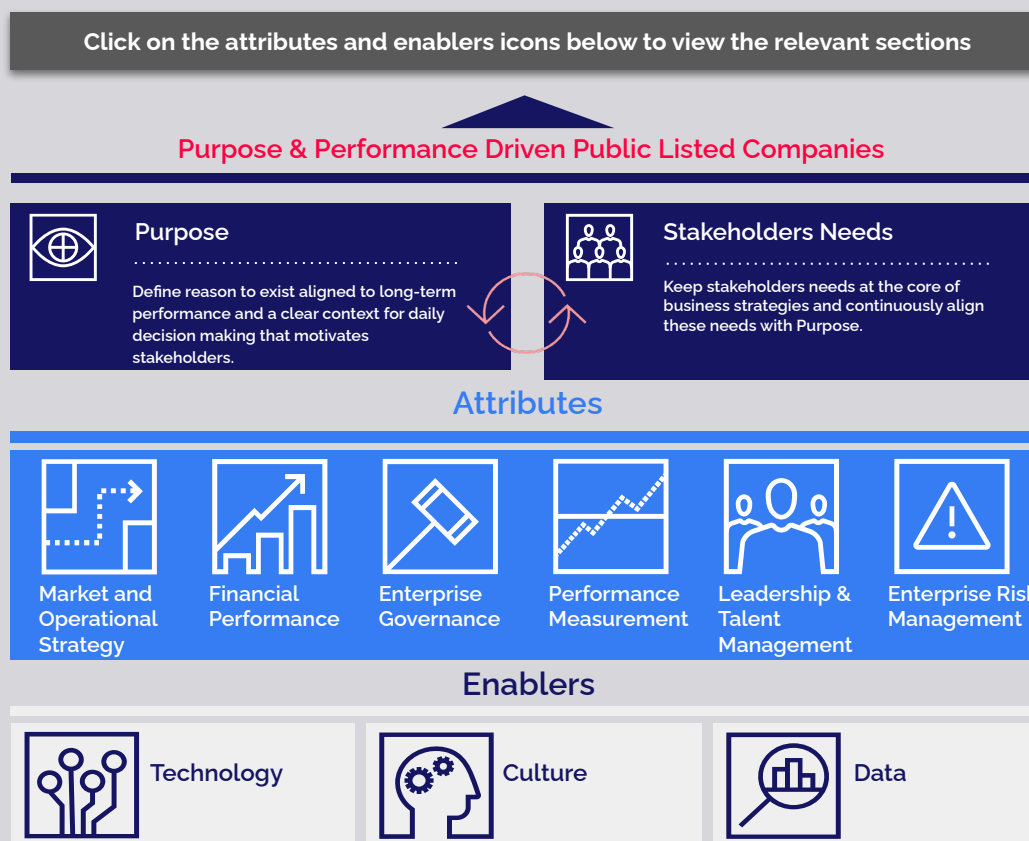 Click on the attributes and enablers icons below to view the relevant sections
Purpose & Performance Driven Public Listed Companies
Purpose
Define reason to exist aligned to long-term
performance and a clear context for daily
decision making that motivates
stakeholders.
Stakeholders Needs
Keep stakeholders needs at the core of
business strategies and continuously align
these needs with Purpose.
Attributes
Market and
Operational
Strategy
Financial
Performance
Enterprise
Governance
Performance
Measurement
Leadership &
Talent
Management
Enterprise Risk
Management
Enablers
Technology
Culture
Data